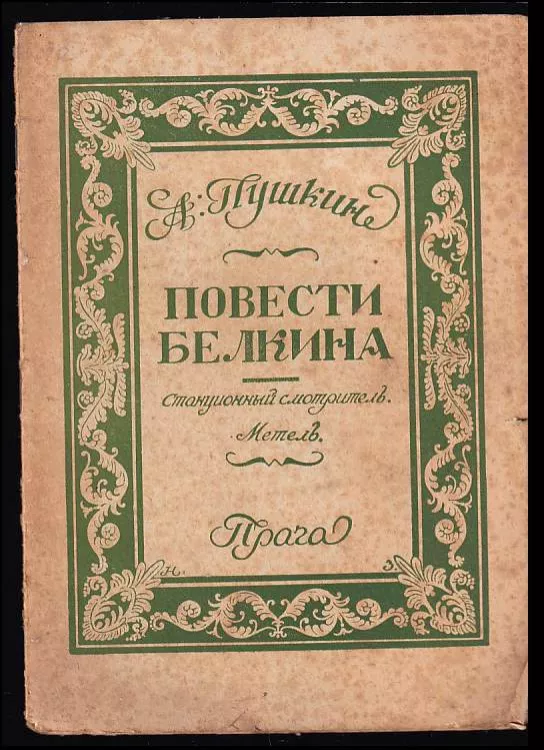 А. Пушкин
ПОВЕСТИ
БЕЛКИНА
Станционный смотритель.
Метель.
Прага
Н. З.